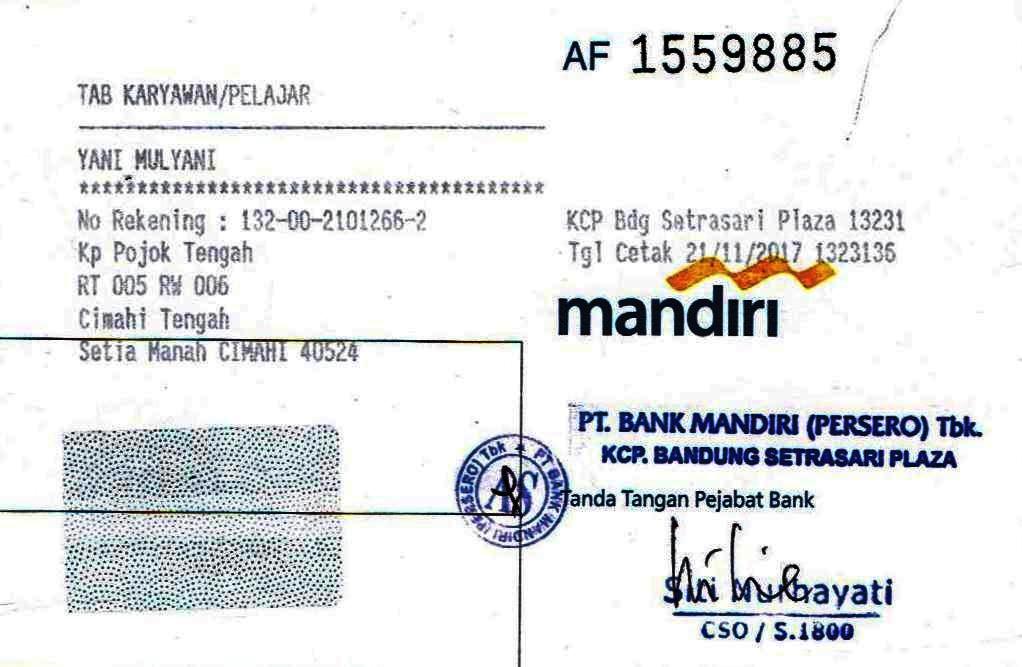 AF 1559885
TAB KARYAWAN/PELAJAR
YANI MULYANI
****************************************
No Rekening : 132-00-2101266-2
Kp Pojok Tengah
RT 005 RW 006
Cimahi Tengah
Setia Manah CIMAHI 40524
KCP Bdg Setrasari Plaza 13231
Tgl Cetak 21/11/2017 1323136
mandiri
PT. BANK MANDIRI (PERSERO) Tbk.
KCP. BANDUNG SETRASARI PLAZA
PT BANK MANDIRI (PERSERO) Tbk
Tanda Tangan Pejabat Bank
CSO / S.1800